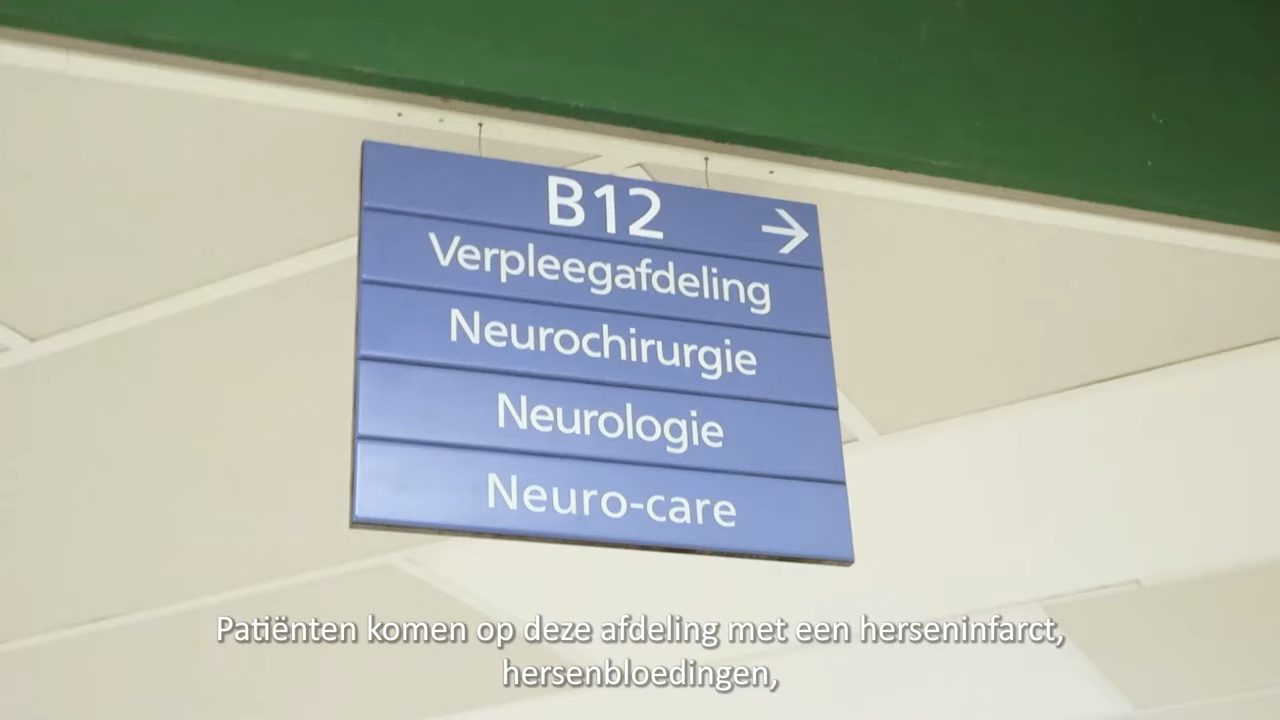 B12 →
Verpleegafdeling
Neurochirurgie
Neurologie
Neuro-care
Patiënten komen op deze afdeling met een herseninfarct,
hersenbloedingen,